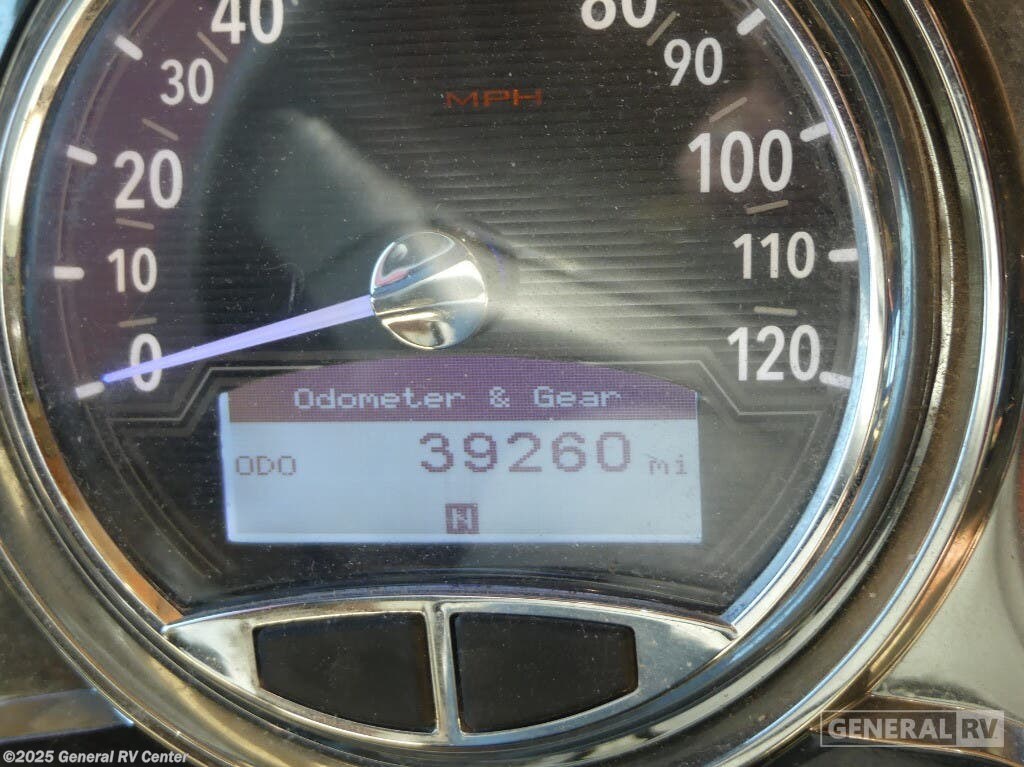 40
80
30
90
MPH
20
100
10
110
0
120
Odometer & Gear
ODO 39260 mi
N
GENERAL RV
©2025 General RV Center